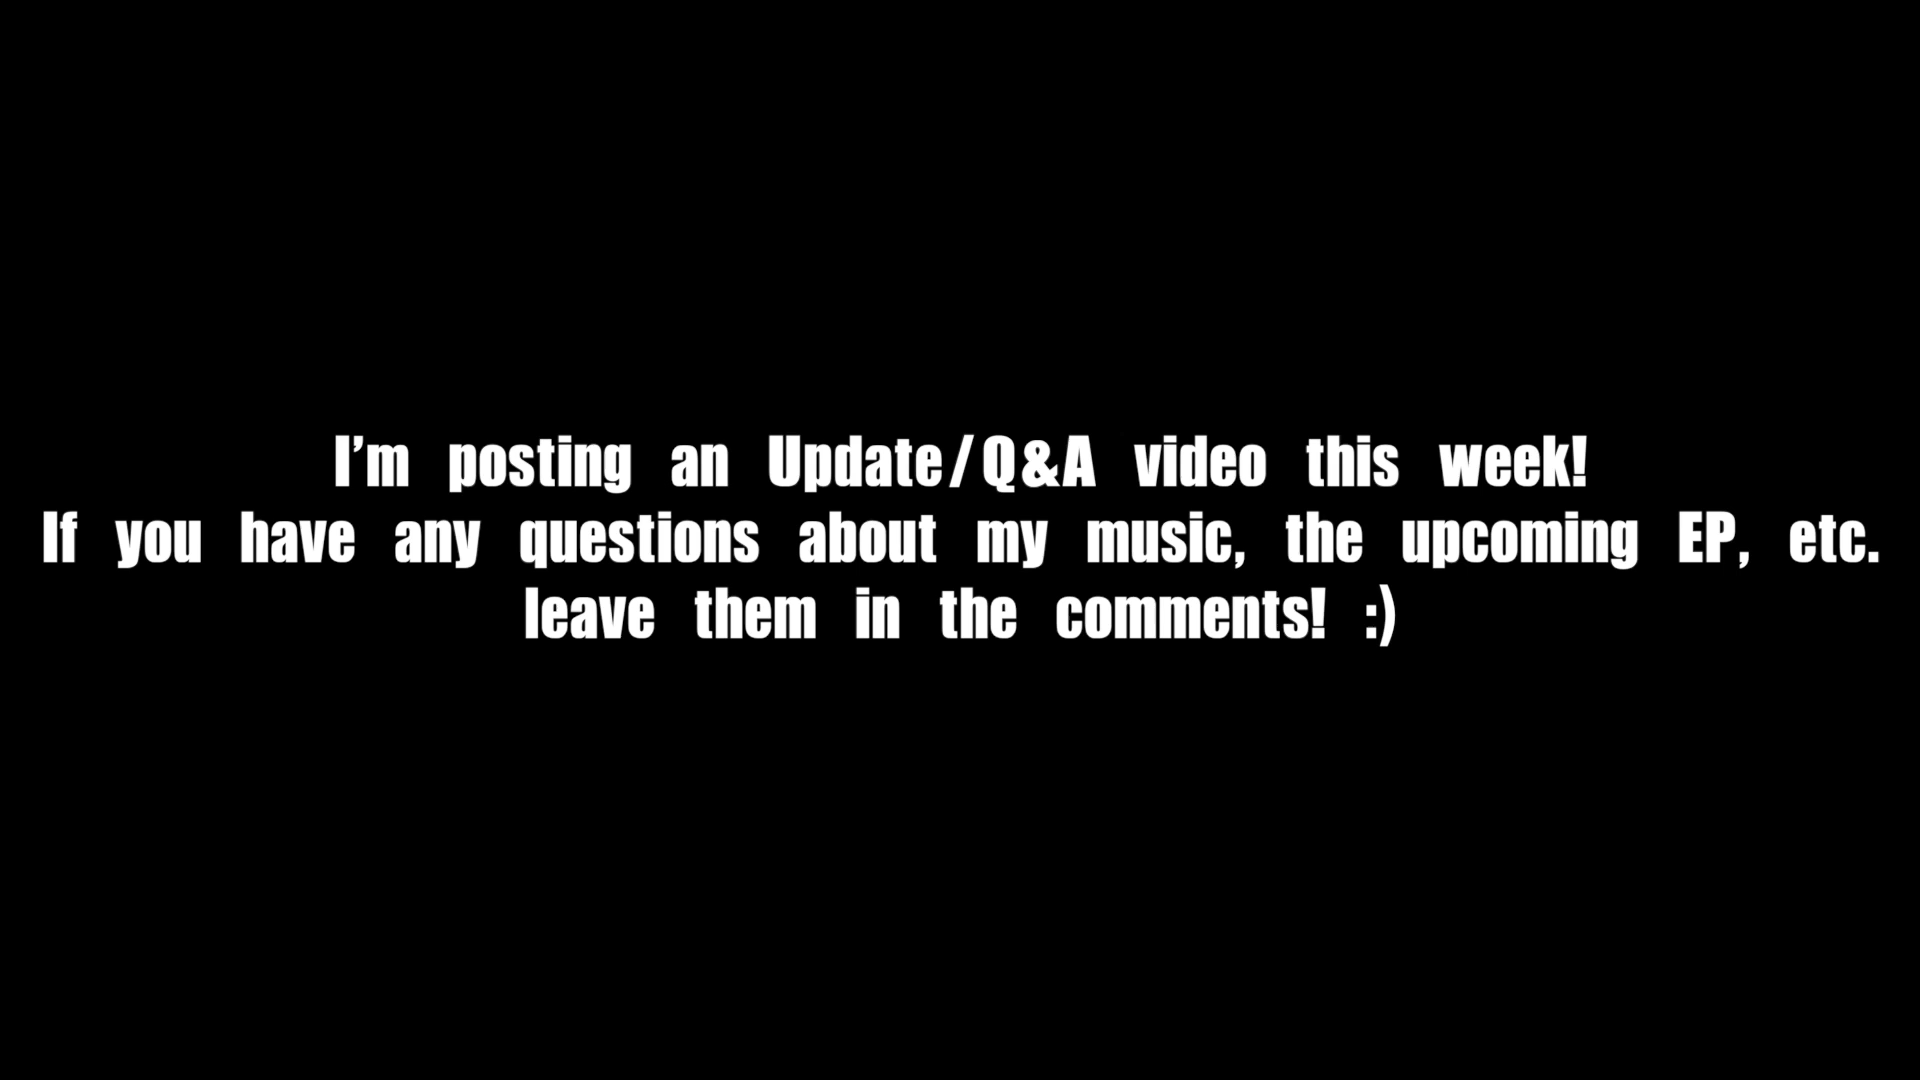 I’m posting an Update/Q&A video this week!
If you have any questions about my music, the upcoming EP, etc.
leave them in the comments! :)